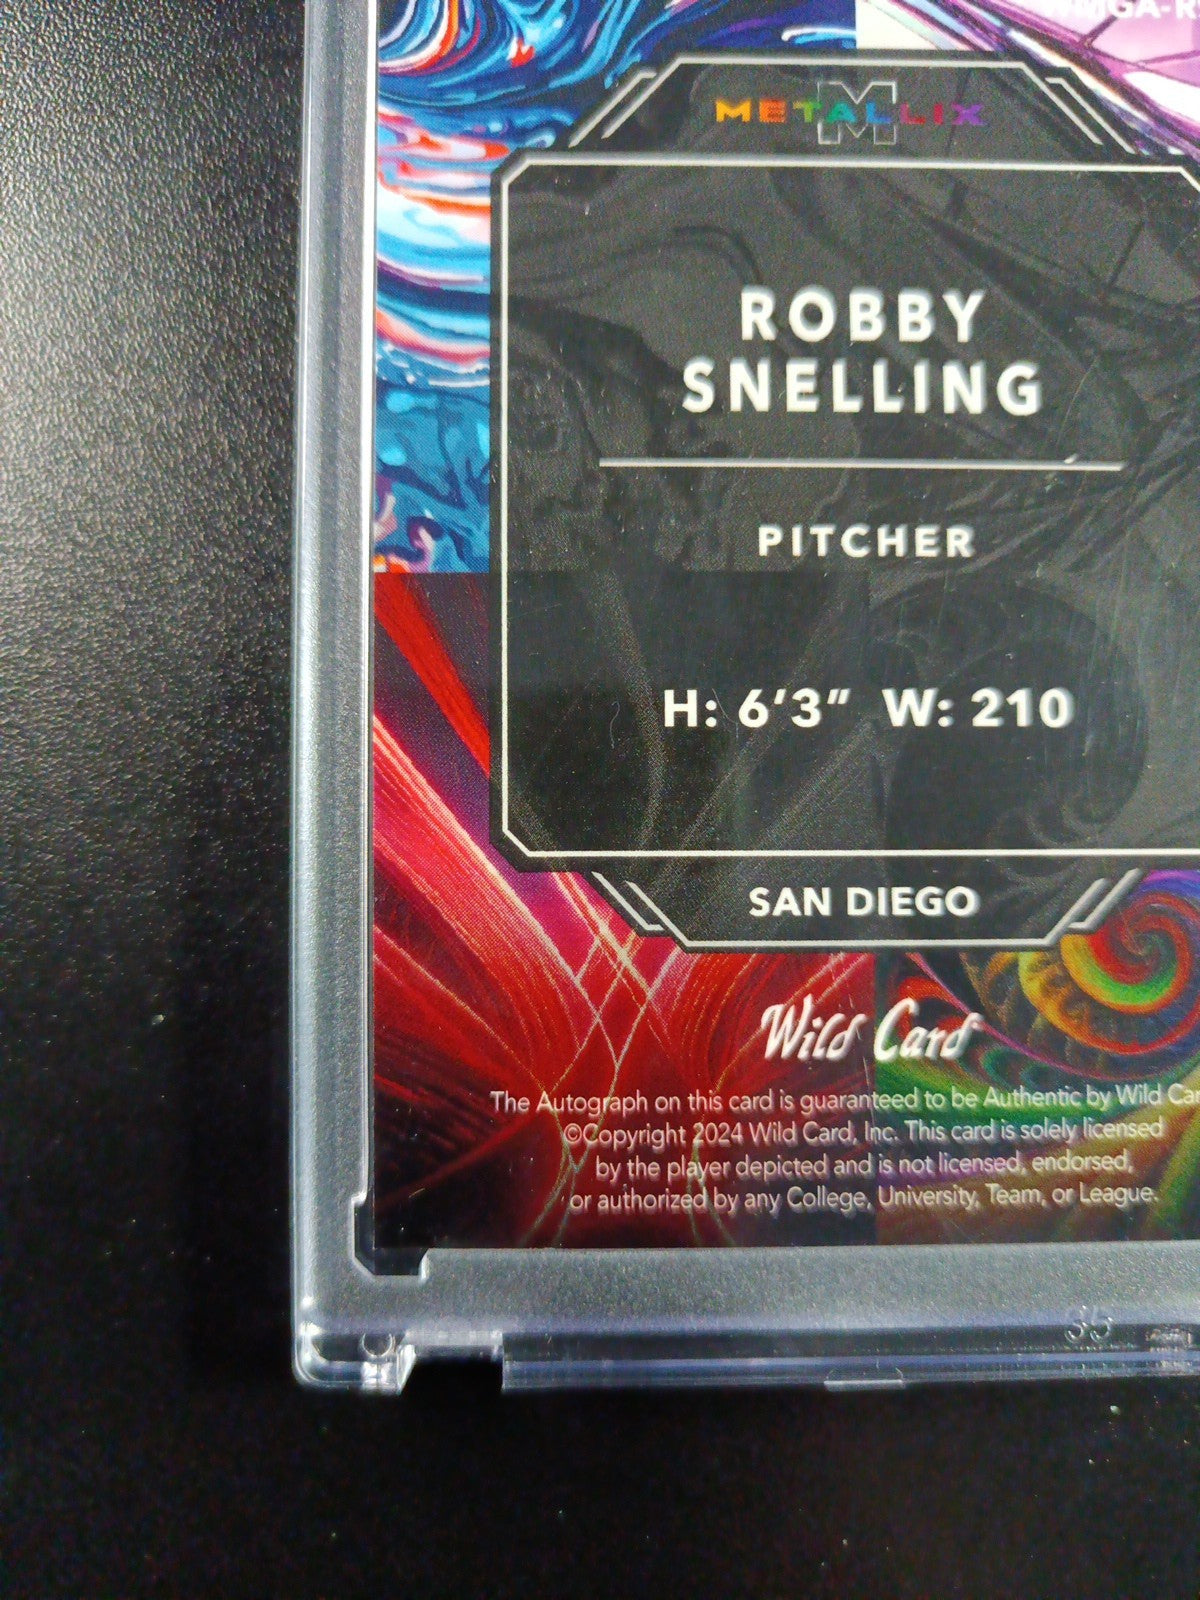 METALLIX
ROBBY
SNELLING
PITCHER
H: 6'3" W: 210
SAN DIEGO
Wild Card
The Autograph on this card is guaranteed to be Authentic by Wild
©Copyright 2024 Wild Card, Inc. This card is solely licensed
by the player depicted and is not licensed, endorsed,
or authorized by any College, University, Team, or League.
35